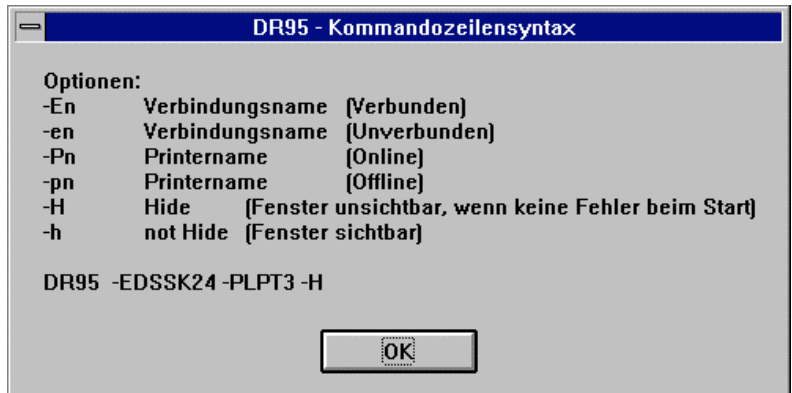 DR95 - Kommandozeilensyntax
Optionen:
-En Verbindungsname (Verbunden)
-en Verbindungsname (Unverbunden)
-Pn Printername (Online)
-pn Printername (Offline)
-H Hide (Fenster unsichtbar, wenn keine Fehler beim Start)
-h not Hide (Fenster sichtbar)
DR95 -EDSSK24 -PLPT3 -H
OK